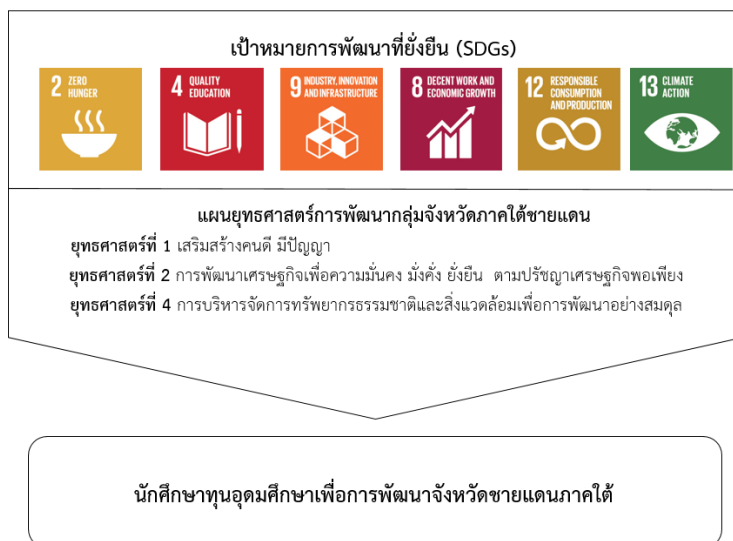 เป้าหมายการพัฒนาที่ยั่งยืน (SDGs)
2 ZERO HUNGER
4 QUALITY EDUCATION
9 INDUSTRY, INNOVATION AND INFRASTRUCTURE
8 DECENT WORK AND ECONOMIC GROWTH
12 RESPONSIBLE CONSUMPTION AND PRODUCTION
13 CLIMATE ACTION
แผนยุทธศาสตร์การพัฒนากลุ่มจังหวัดภาคใต้ชายแดน
ยุทธศาสตร์ที่ 1 เสริมสร้างคนดี มีปัญญา
ยุทธศาสตร์ที่ 2 การพัฒนาเศรษฐกิจเพื่อความมั่นคง มั่งคั่ง ยั่งยืน ตามปรัชญาเศรษฐกิจพอเพียง
ยุทธศาสตร์ที่ 4 การบริหารจัดการทรัพยากรธรรมชาติและสิ่งแวดล้อมเพื่อการพัฒนาอย่างสมดุล
นักศึกษาทุนอุดมศึกษาเพื่อการพัฒนาจังหวัดชายแดนภาคใต้